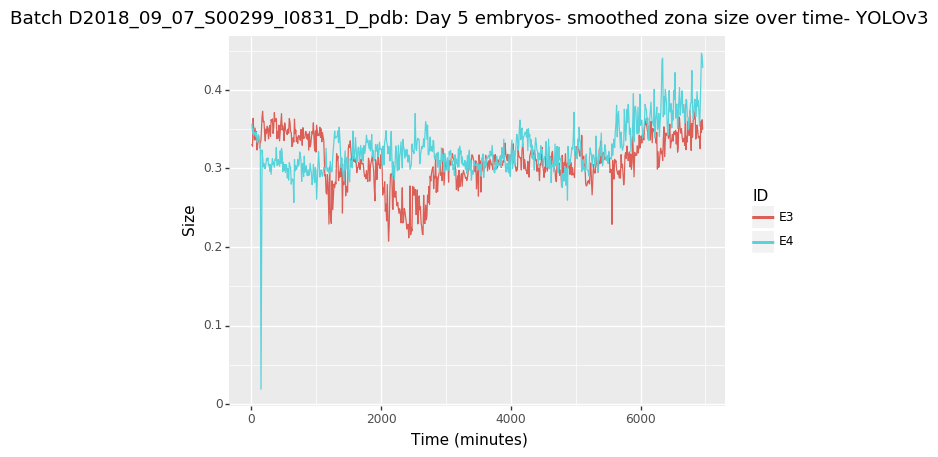 Batch D2018_09_07_S00299_I0831_D_pdb: Day 5 embryos- smoothed zona size over time- YOLOv3
0.4
0.3
0.2
0.1
0
Size
0
2000
4000
6000
Time (minutes)
ID
E3
E4